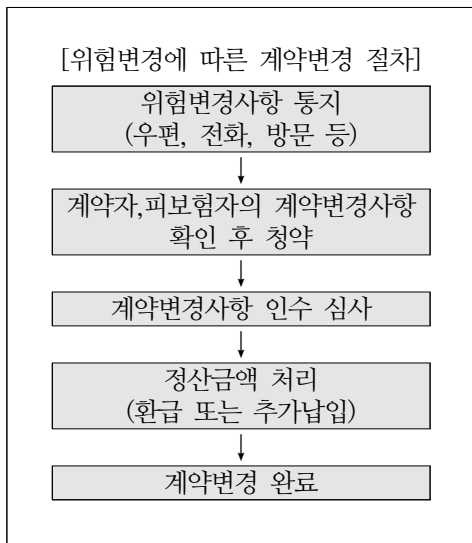 [위험변경에 따른 계약변경 절차]
위험변경사항 통지
(우편, 전화, 방문 등)
계약자,피보험자의 계약변경사항
확인 후 청약
계약변경사항 인수 심사
정산금액 처리
(환급 또는 추가납입)
계약변경 완료